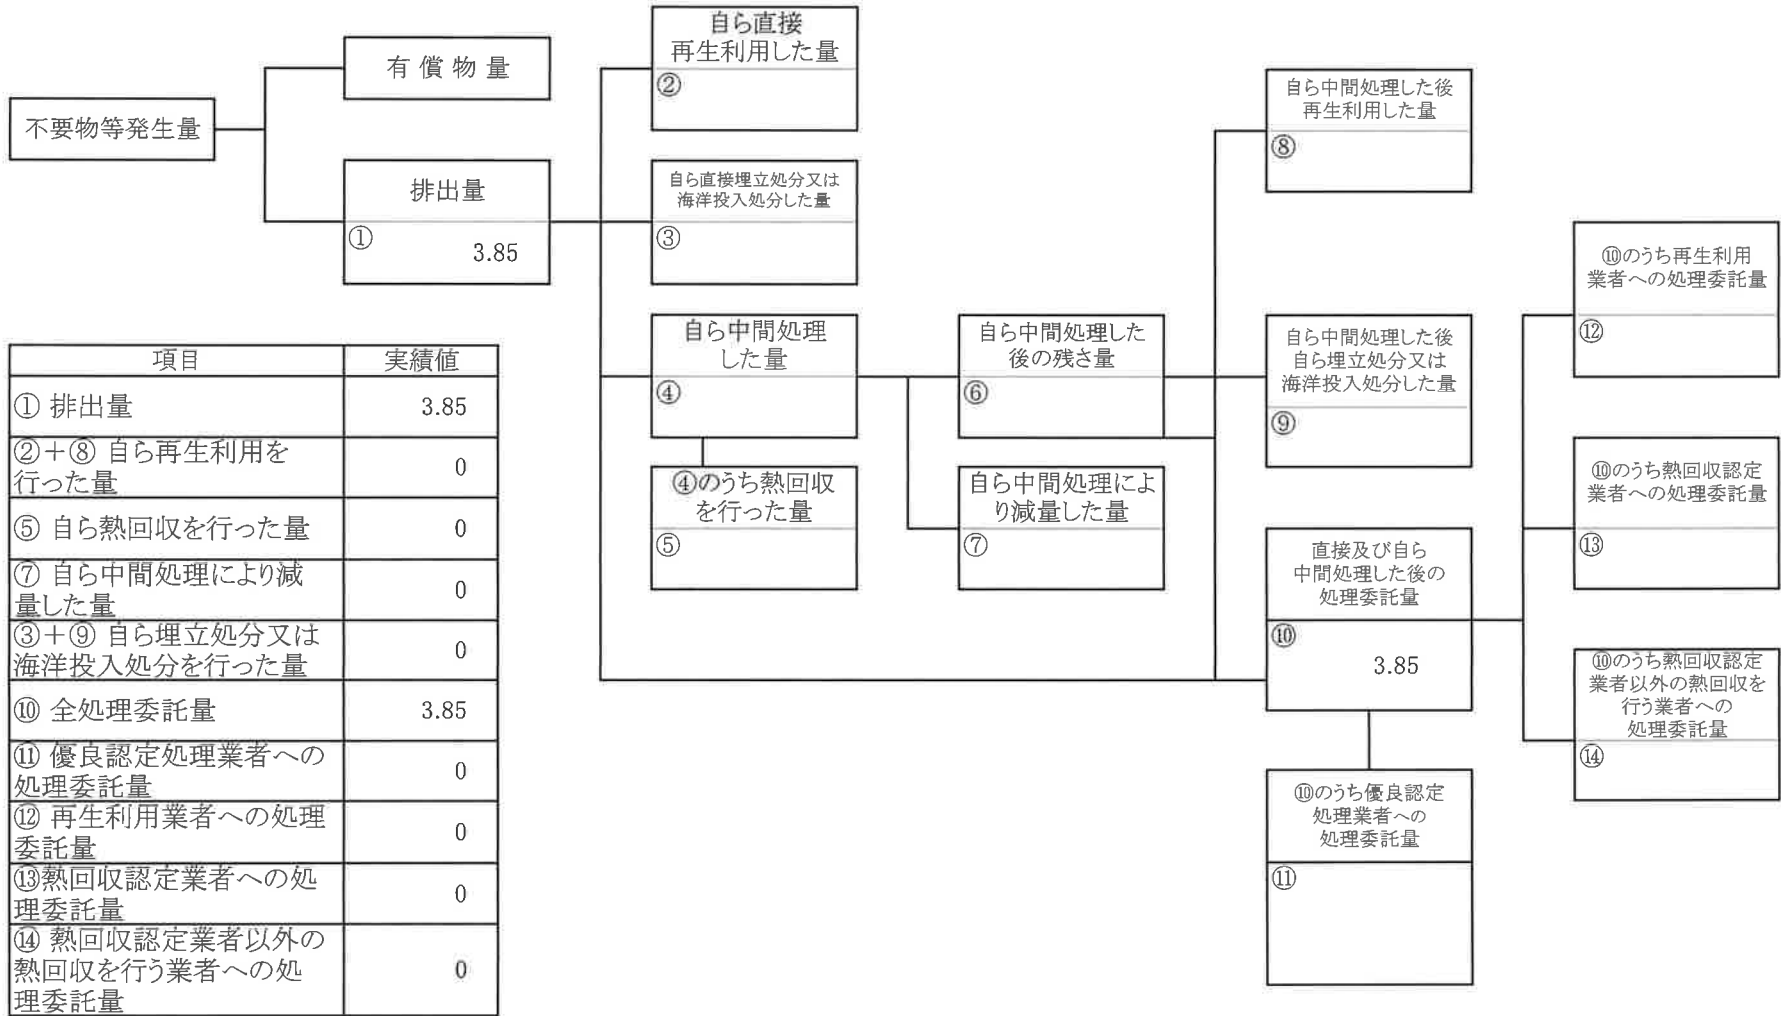 不要物等発生量
有 償 物 量
排出量
①
3.85
自ら直接
再生利用した量
②
自ら直接埋立処分又は
海洋投入処分した量
③
自ら中間処理
した量
④
④のうち熱回収
を行った量
⑤
自ら中間処理した
後の残さ量
⑥
自ら中間処理によ
り減量した量
⑦
自ら中間処理した後
再生利用した量
⑧
自ら中間処理した後
自ら埋立処分又は
海洋投入処分した量
⑨
直接及び自ら
中間処理した後の
処理委託量
⑩
3.85
⑩のうち優良認定
処理業者への
処理委託量
⑪
⑩のうち再生利用
業者への処理委託量
⑫
⑩のうち熱回収認定
業者への処理委託量
⑬
⑩のうち熱回収認定
業者以外の熱回収を
行う業者への
処理委託量
⑭
項目 実績値
① 排出量 3.85
②+⑧ 自ら再生利用を
行った量 0
⑤ 自ら熱回収を行った量 0
⑦ 自ら中間処理により減
量した量 0
③+⑨ 自ら埋立処分又は
海洋投入処分を行った量 0
⑩ 全処理委託量 3.85
⑪ 優良認定処理業者への
処理委託量 0
⑫ 再生利用業者への処理
委託量 0
⑬熱回収認定業者への処
理委託量 0
⑭ 熱回収認定業者以外の
熱回収を行う業者への処
理委託量 0